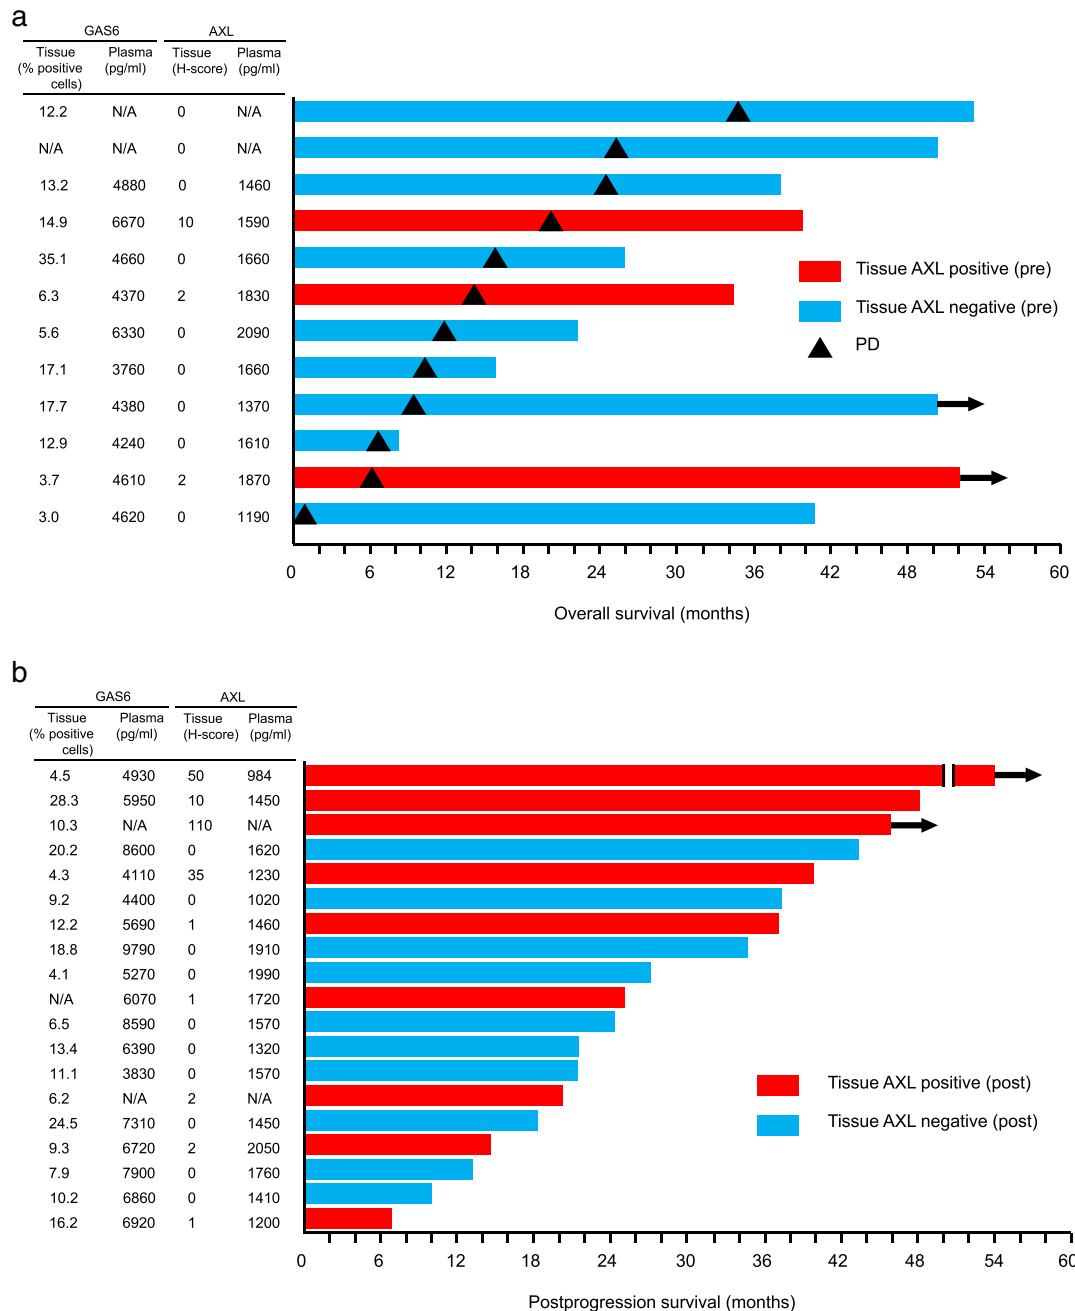 a
GAS6 AXL
Tissue Plasma Tissue Plasma
(% positive (pg/ml) (H-score) (pg/ml)
cells)
12.2 N/A 0 N/A
N/A N/A 0 N/A
13.2 4880 0 1460
14.9 6670 10 1590
35.1 4660 0 1660
Tissue AXL positive (pre)
6.3 4370 2 1830
Tissue AXL negative (pre)
5.6 6330 0 2090
PD
17.1 3760 0 1660
17.7 4380 0 1370
12.9 4240 0 1610
3.7 4610 2 1870
3.0 4620 0 1190
0 6 12 18 24 30 36 42 48 54 60
Overall survival (months)
b
GAS6 AXL
Tissue Plasma Tissue Plasma
(% positive (pg/ml) (H-score) (pg/ml)
cells)
4.5 4930 50 984
28.3 5950 10 1450
10.3 N/A 110 N/A
20.2 8600 0 1620
4.3 4110 35 1230
9.2 4400 0 1020
12.2 5690 1 1460
18.8 9790 0 1910
4.1 5270 0 1990
N/A 6070 1 1720
6.5 8590 0 1570
13.4 6390 0 1320
11.1 3830 0 1570
Tissue AXL positive (post)
6.2 N/A 2 N/A
24.5 7310 0 1450
Tissue AXL negative (post)
9.3 6720 2 2050
7.9 7900 0 1760
10.2 6860 0 1410
16.2 6920 1 1200
0 6 12 18 24 30 36 42 48 54 60
Postprogression survival (months)